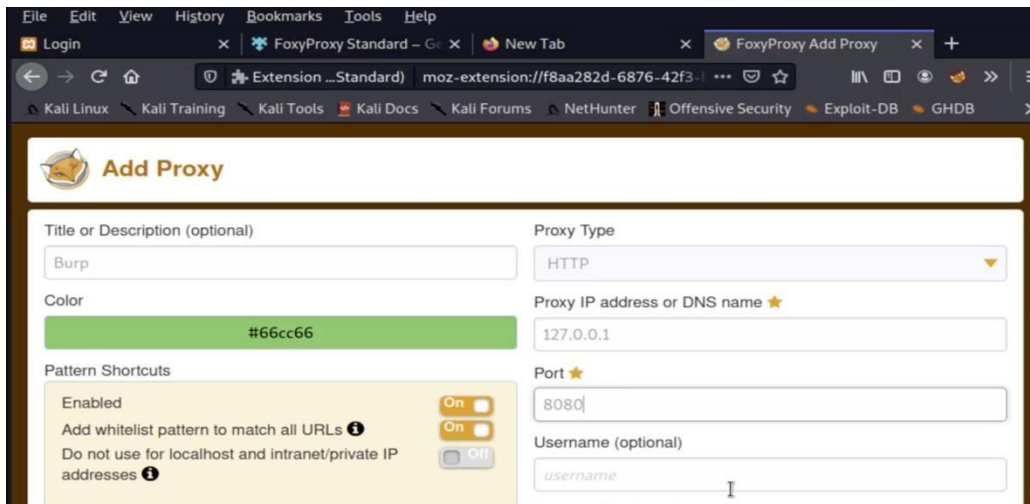 File Edit View History Bookmarks Tools Help
Login
FoxyProxy Standard – Ge
New Tab
FoxyProxy Add Proxy
Extension ...Standard) moz-extension://f8aa282d-6876-42f3-
Kali Linux Kali Training Kali Tools Kali Docs Kali Forums NetHunter Offensive Security Exploit-DB GHDB
Add Proxy
Title or Description (optional)
Burp
Color
#66cc66
Pattern Shortcuts
Enabled On
Add whitelist pattern to match all URLs On
Do not use for localhost and intranet/private IP
addresses Off
Proxy Type
HTTP
Proxy IP address or DNS name
127.0.0.1
Port
8080
Username (optional)
username